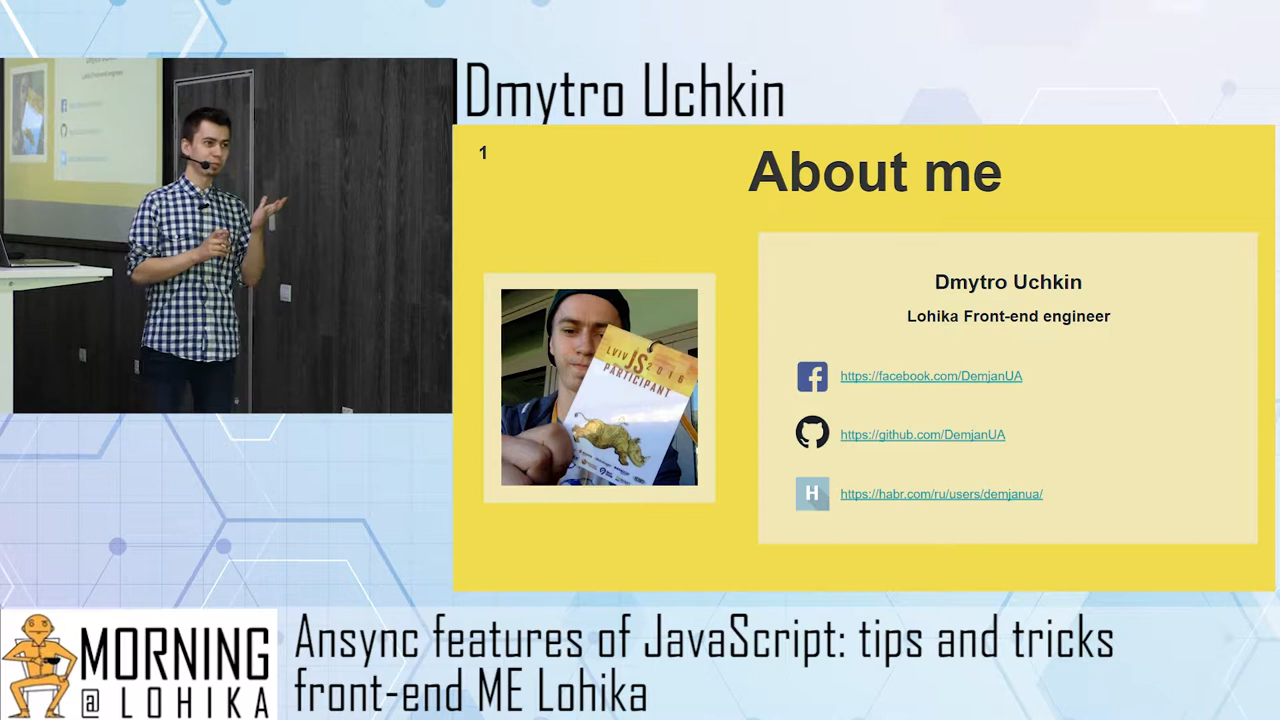 Dmytro Uchkin
1
About me
LVIV JS 2016
PARTICIPANT
Dmytro Uchkin
Lohika Front-end engineer
https://facebook.com/DemjanUA
https://github.com/DemjanUA
H
https://habr.com/ru/users/demjanua/
MORNING
@ LOHIKA
Ansync features of JavaScript: tips and tricks
front-end ME Lohika